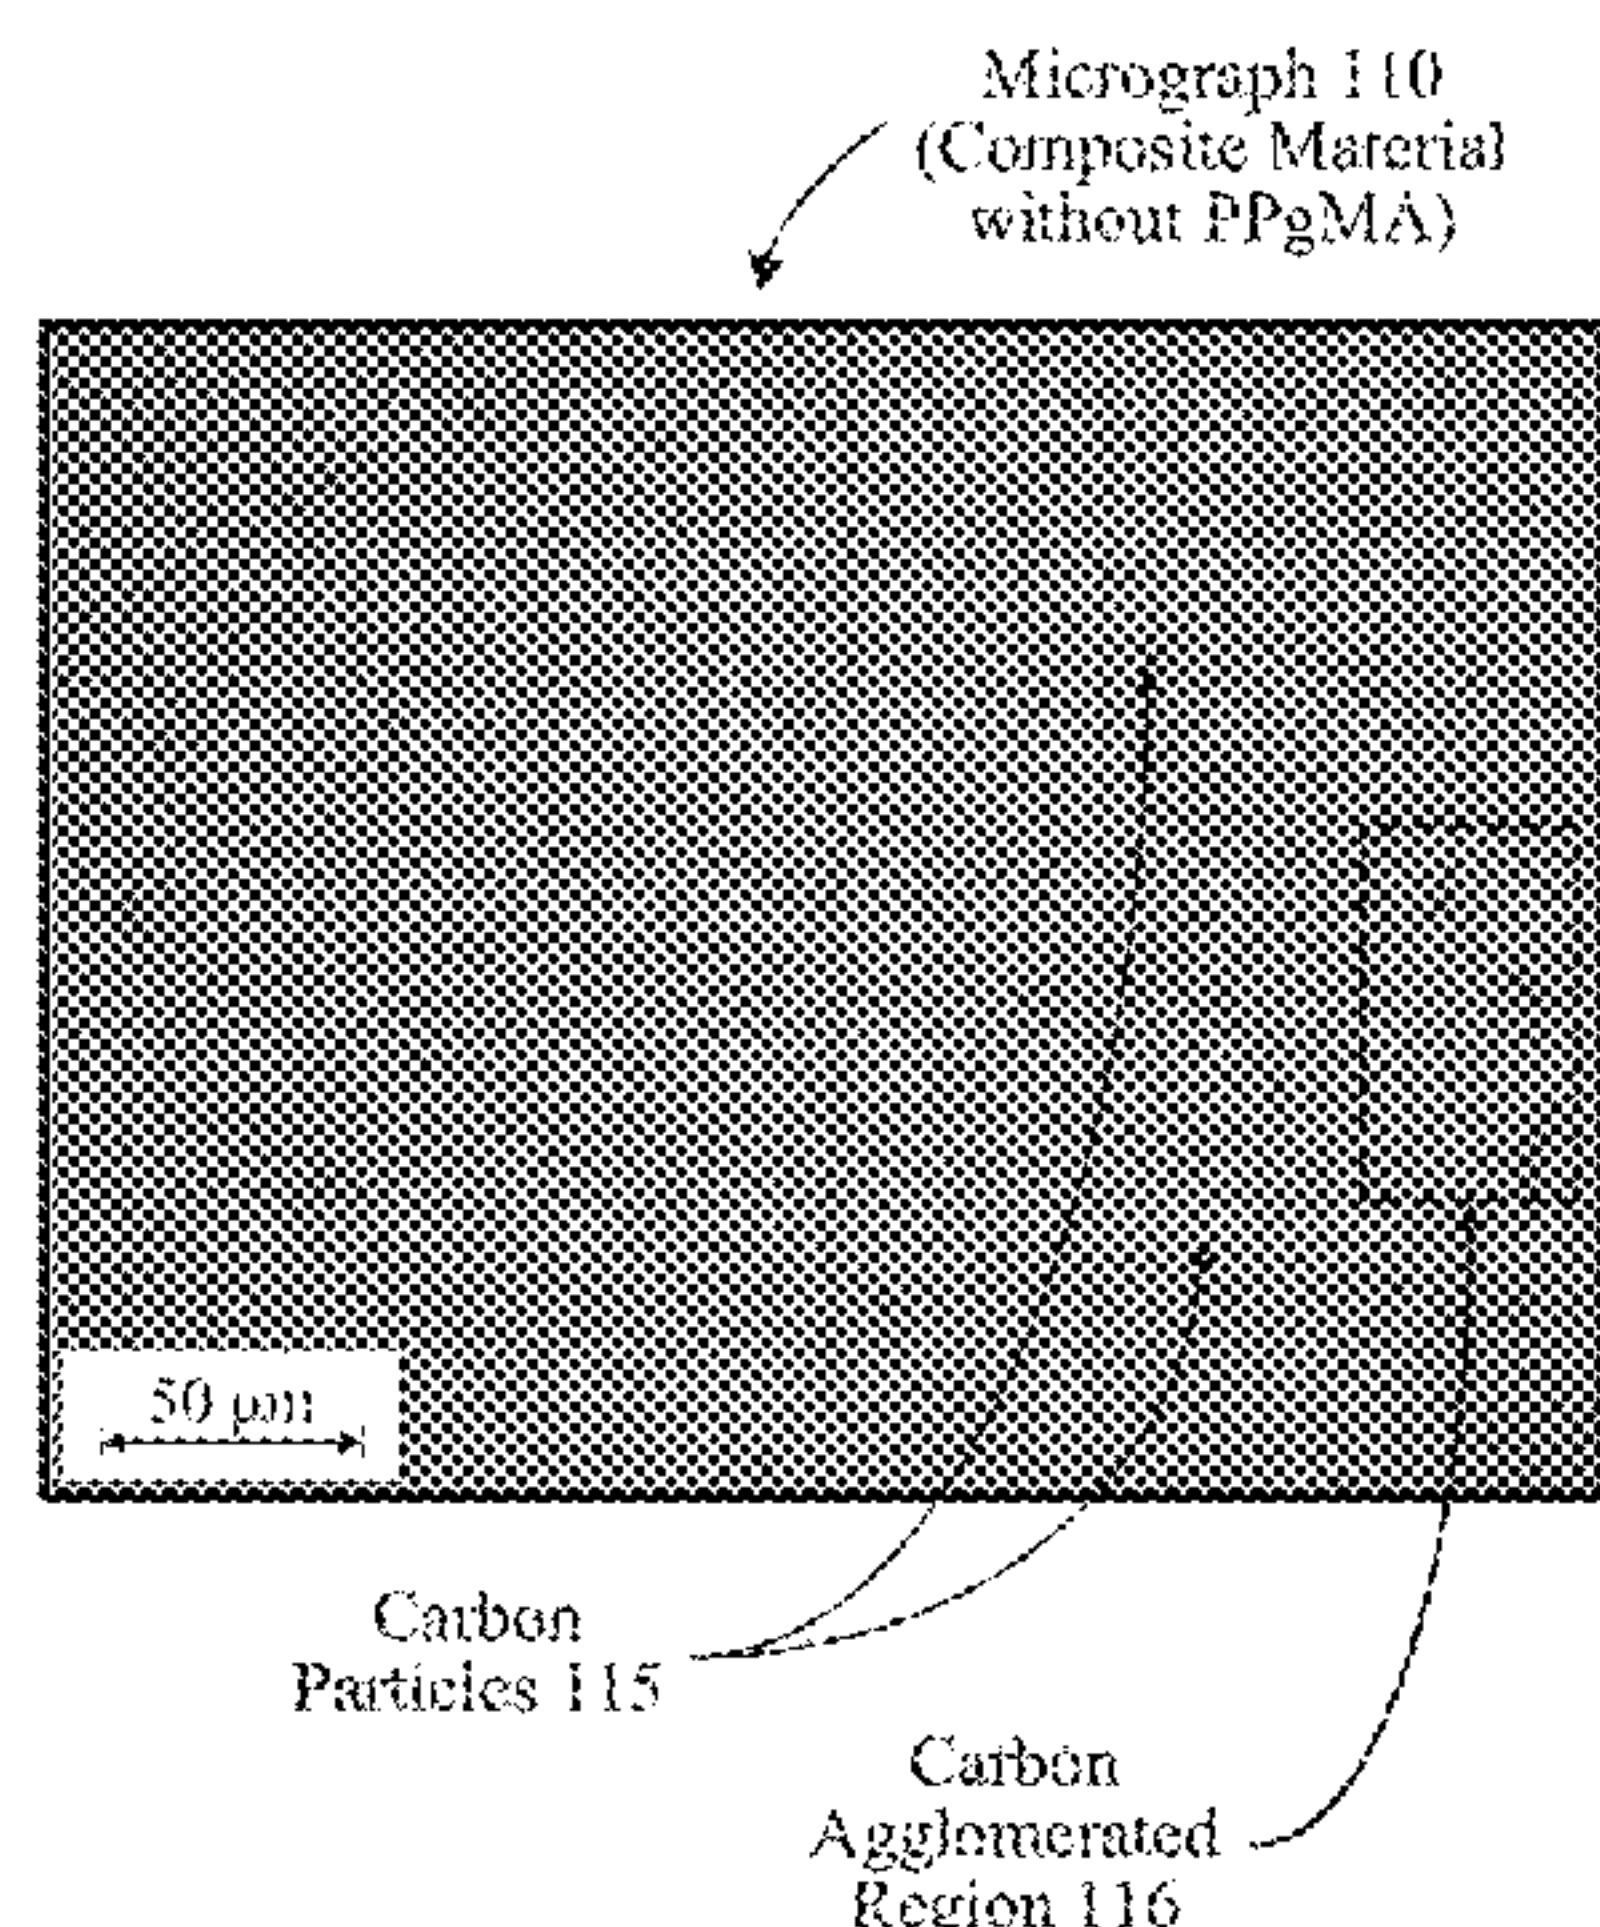 Micrograph 110
(Composite Material
without PPgMA)
50 μm
Carbon
Particles 115
Carbon
Agglomerated
Region 116